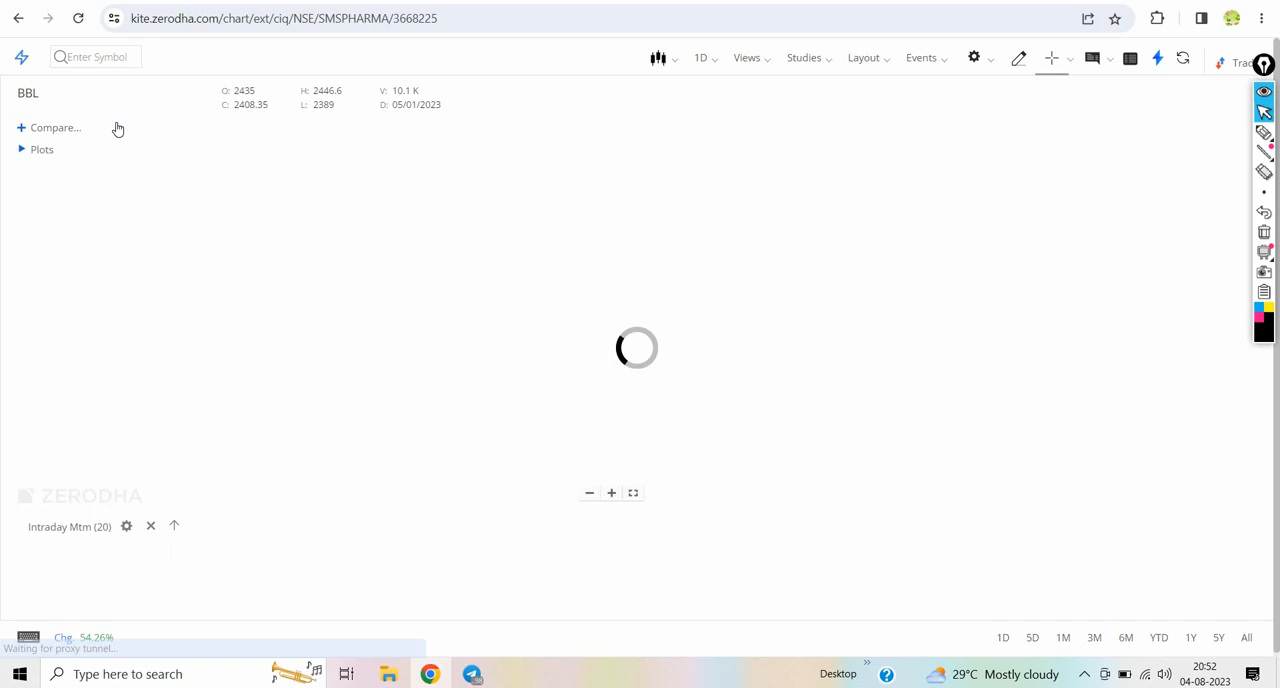 kite.zerodha.com/chart/ext/ciq/NSE/SMSPHARMA/3668225
Enter Symbol
1D
Views
Studies
Layout
Events
Trad
BBL
O: 2435
H: 2446.6
V: 10.1 K
C: 2408.35
L: 2389
D: 05/01/2023
+ Compare...
Plots
ZERODHA
Intraday Mtm (20)
Chg. 54.26%
1D 5D 1M 3M 6M YTD 1Y 5Y All
Waiting for proxy tunnel...
Type here to search
Desktop
29°C Mostly cloudy
20:52
04-08-2023